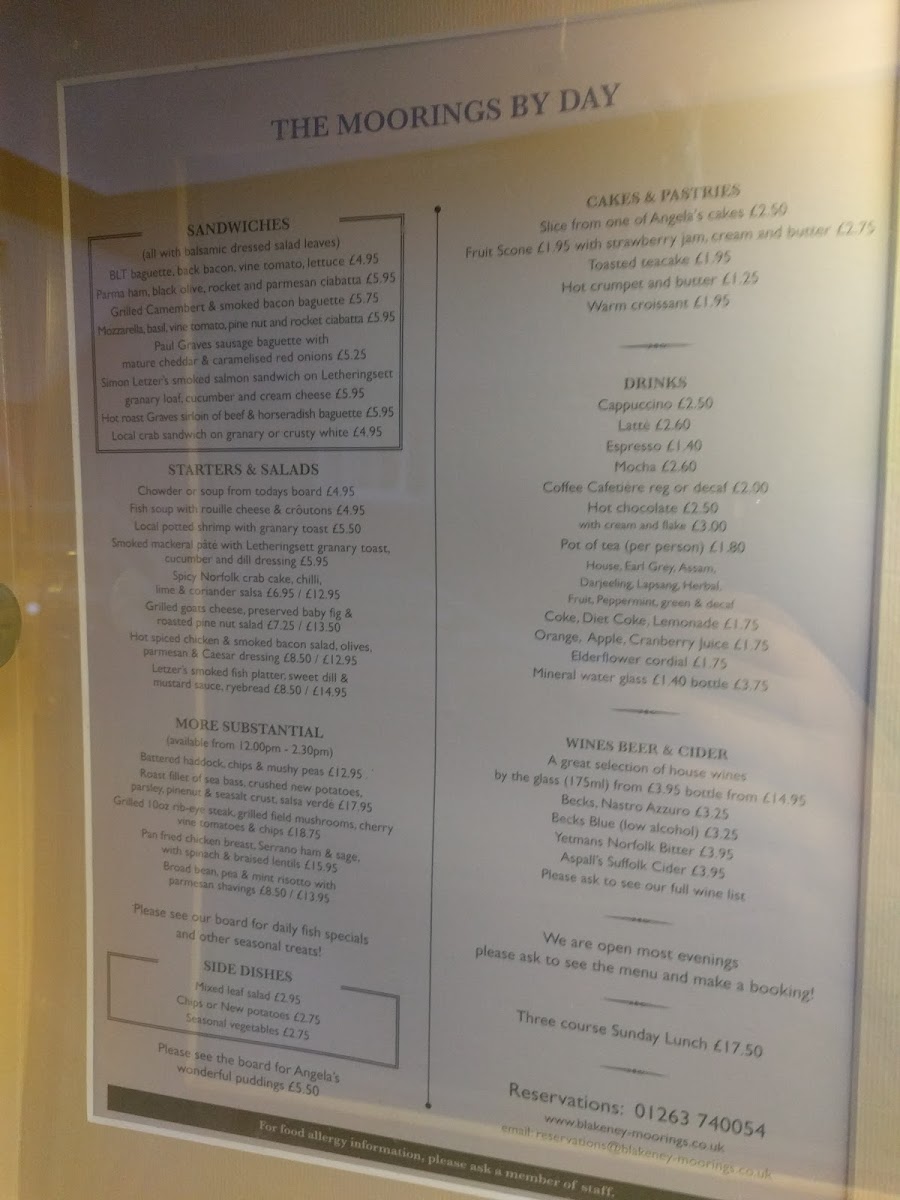 THE MOORINGS BY DAY
SANDWICHES
(all with balsamic dressed salad leaves)
BLT baguette, back bacon, vine tomato, lettuce £4.95
Parma ham, black olive, rocket and parmesan ciabatta £5.95
Grilled Camembert & smoked bacon baguette £5.75
Mozzarella, basil, vine tomato, pine nut and rocket ciabatta £5.95
Paul Graves sausage baguette with
mature cheddar & caramelised red onions £5.25
Simon Letzer's smoked salmon sandwich on Letheringsett
granary loaf, cucumber and cream cheese £5.95
Hot roast Graves sirloin of beef & horseradish baguette £5.95
Local crab sandwich on granary or crusty white £4.95
STARTERS & SALADS
Chowder or soup from todays board £4.95
Fish soup with rouille cheese & croûtons £4.95
Local potted shrimp with granary toast £5.50
Smoked mackeral pâté with Letheringsett granary toast,
cucumber and dill dressing £5.95
Spicy Norfolk crab cake, chilli,
lime & coriander salsa £6.95 / £12.95
Grilled goats cheese, preserved baby fig &
roasted pine nut salad £7.25 / £13.50
Hot spiced chicken & smoked bacon salad, olives,
parmesan & Caesar dressing £8.50 / £12.95
Letzer's smoked fish platter, sweet dill &
mustard sauce, ryebread £8.50 / £14.95
MORE SUBSTANTIAL
(available from 12.00pm - 2.30pm)
Battered haddock, chips & mushy peas £12.95
Roast fillet of sea bass, crushed new potatoes,
parsley, pinenut & seasalt crust, salsa verde £17.95
Grilled 10oz rib-eye steak, grilled field mushrooms, cherry
vine tomatoes & chips £18.75
Pan fried chicken breast, Serrano ham & sage,
with spinach & braised lentils £15.95
Broad bean, pea & mint risotto with
parmesan shavings £8.50 / £13.95
Please see our board for daily fish specials
and other seasonal treats!
SIDE DISHES
Mixed leaf salad £2.95
Chips or New potatoes £2.75
Seasonal vegetables £2.75
Please see the board for Angela's
wonderful puddings £5.50
CAKES & PASTRIES
Slice from one of Angela's cakes £2.50
Fruit Scone £1.95 with strawberry jam, cream and butter £2.75
Toasted teacake £1.95
Hot crumpet and butter £1.25
Warm croissant £1.95
DRINKS
Cappuccino £2.50
Latté £2.60
Espresso £1.40
Mocha £2.60
Coffee Cafetière reg or decaf £2.00
Hot chocolate £2.50
with cream and flake £3.00
Pot of tea (per person) £1.80
House, Earl Grey, Assam,
Darjeeling, Lapsang, Herbal,
Fruit, Peppermint, green & decaf
Coke, Diet Coke, Lemonade £1.75
Orange, Apple, Cranberry Juice £1.75
Elderflower cordial £1.75
Mineral water glass £1.40 bottle £3.75
WINES BEER & CIDER
A great selection of house wines
by the glass (175ml) from £3.95 bottle from £14.95
Becks, Nastro Azzuro £3.25
Becks Blue (low alcohol) £3.25
Yetmans Norfolk Bitter £3.95
Aspall's Suffolk Cider £3.95
Please ask to see our full wine list
We are open most evenings
please ask to see the menu and make a booking!
Three course Sunday Lunch £17.50
Reservations: 01263 740054
www.blakeney-moorings.co.uk
email: reservations@blakeney-moorings.co.uk
For food allergy information, please ask a member of staff.